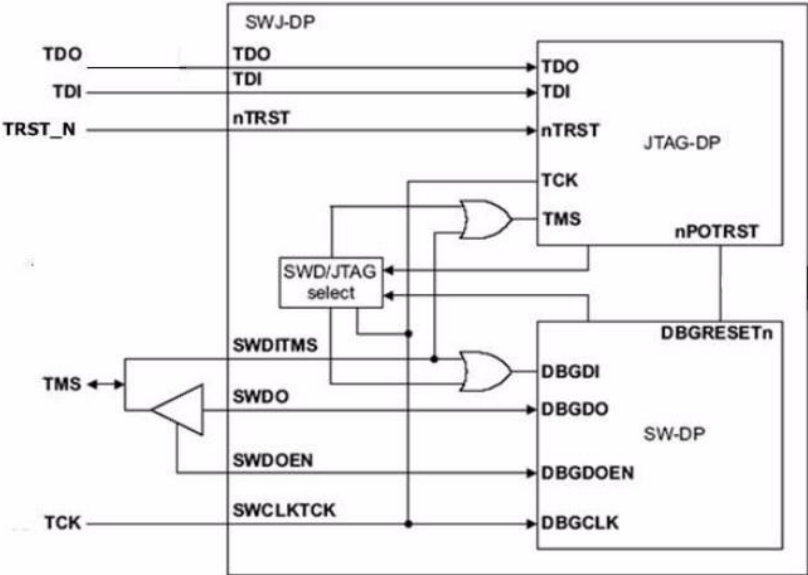 SWJ-DP
TDO TDO TDO
TDI TDI TDI
TRST_N nTRST nTRST
JTAG-DP
TCK
TMS
nPOTRST
SWD/JTAG
select
DBGRESETn
SWDITMS
DBGDI
TMS SWDO DBGDO
SW-DP
SWDOEN DBGDOEN
TCK SWCLKTCK DBGCLK